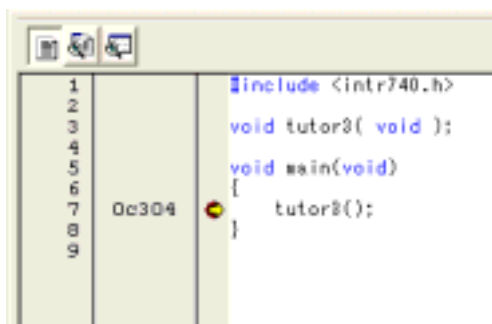 1 #include <intr740.h>
2
3 void tutor3( void );
4
5 void main(void)
6 {
7 0c304 tutor3();
8 }
9